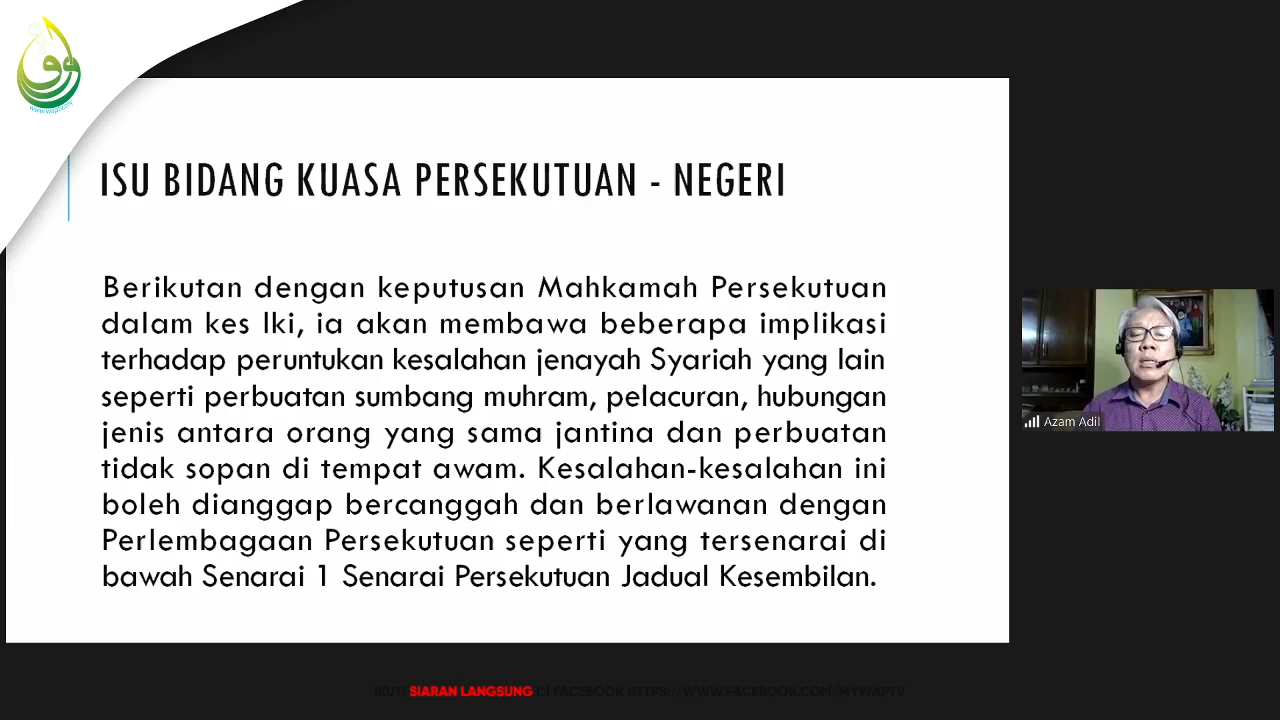 ISU BIDANG KUASA PERSEKUTUAN - NEGERI
Berikutan dengan keputusan Mahkamah Persekutuan
dalam kes Iki, ia akan membawa beberapa implikasi
terhadap peruntukan kesalahan jenayah Syariah yang lain
seperti perbuatan sumbang muhram, pelacuran, hubungan
jenis antara orang yang sama jantina dan perbuatan
tidak sopan di tempat awam. Kesalahan-kesalahan ini
boleh dianggap bercanggah dan berlawanan dengan
Perlembagaan Persekutuan seperti yang tersenarai di
bawah Senarai 1 Senarai Persekutuan Jadual Kesembilan.
Azam Adil
IKUTI SIARAN LANGSUNG DI FACEBOOK HTTPS://WWW.FACEBOOK.COM/MYWAPTV